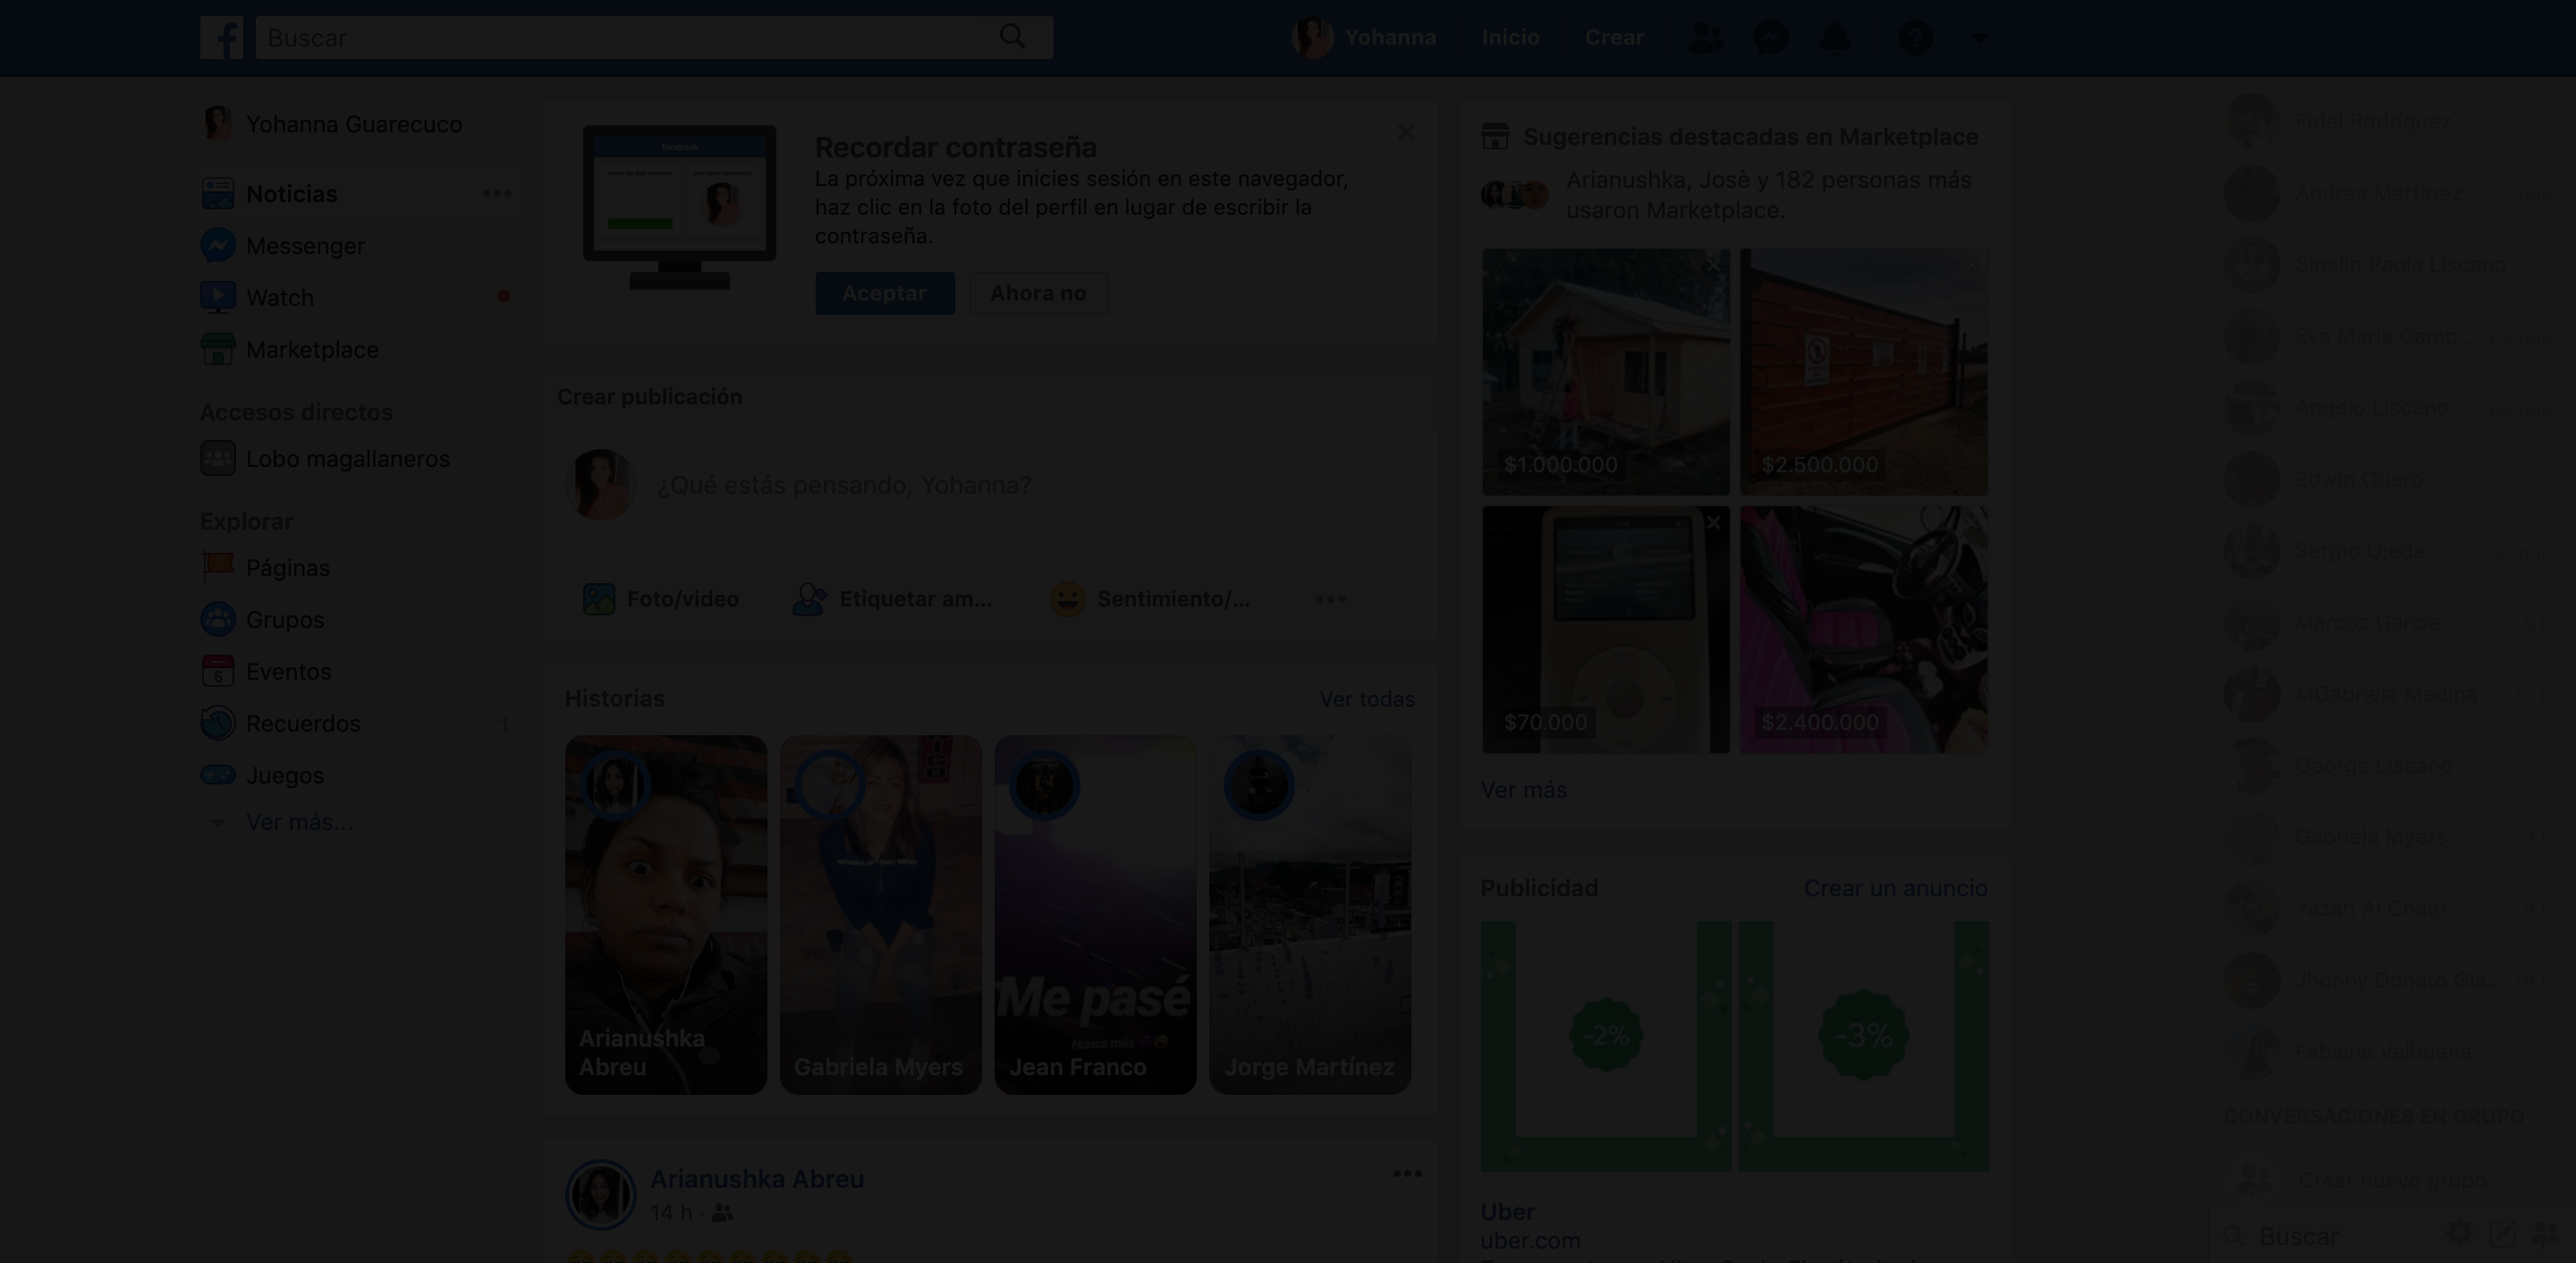 Buscar
Yohanna
Inicio
Crear
Yohanna Guarecuco
Noticias
Messenger
Watch
Marketplace
Accesos directos
Lobo magallaneros
Explorar
Páginas
Grupos
6
Eventos
Recuerdos
1
Juegos
Ver más...
facebook
Recordar contraseña
La próxima vez que inicies sesión en este navegador,
haz clic en la foto del perfil en lugar de escribir la
contraseña.
Aceptar
Ahora no
Crear publicación
¿Qué estás pensando, Yohanna?
Foto/video
Etiquetar am...
Sentimiento/...
Historias
Ver todas
Arianushka
Abreu
Gabriela Myers
Me pasé
Nunca más
Jean Franco
Jorge Martínez
Arianushka Abreu
14 h ·
Sugerencias destacadas en Marketplace
Arianushka, Josè y 182 personas más
usaron Marketplace.
$1.000.000
$2.500.000
$70.000
$2.400.000
Ver más
Publicidad
Crear un anuncio
-2%
-3%
Uber
uber.com
Fidel Rodriguez
Andrea Martinez
Sinelin Paola Liscano
Eva Maria Camp...
Angelo Liscano
Edwin Quero
Sergio Ojeda
Marcos Garcia
MGabriela Medina
George Liscano
Gabriela Myers
Yazan Al Chaer
Jhonny Donato Gia...
Fabiana Valbuena
CONVERSACIONES EN GRUPO
Crear nuevo grupo
Buscar